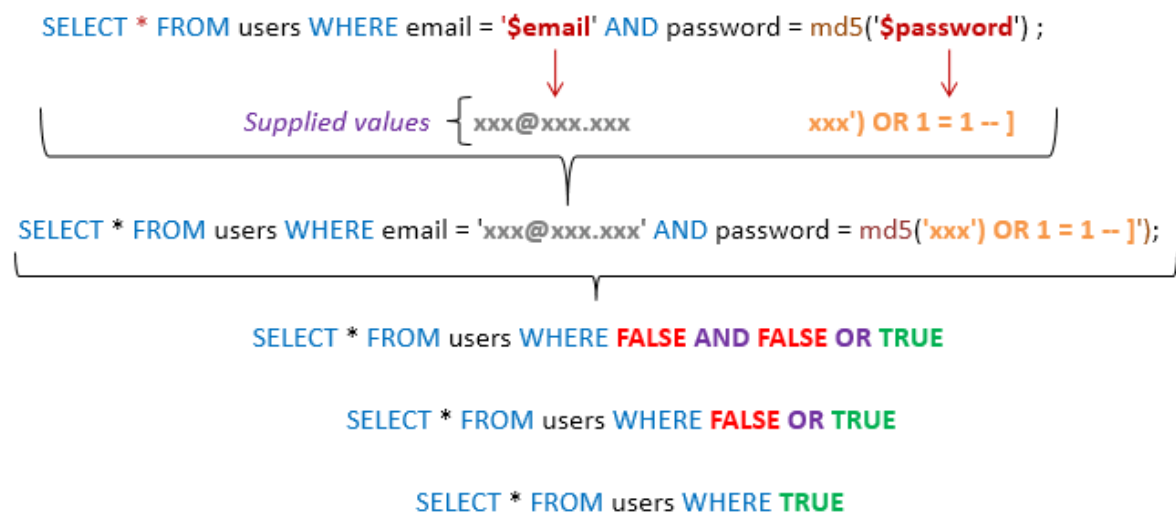 SELECT * FROM users WHERE email = '$email' AND password = md5('$password') ;
Supplied values xxx@xxx.xxx xxx') OR 1 = 1 -- ]
SELECT * FROM users WHERE email = 'xxx@xxx.xxx' AND password = md5('xxx') OR 1 = 1 -- ]');
SELECT * FROM users WHERE FALSE AND FALSE OR TRUE
SELECT * FROM users WHERE FALSE OR TRUE
SELECT * FROM users WHERE TRUE